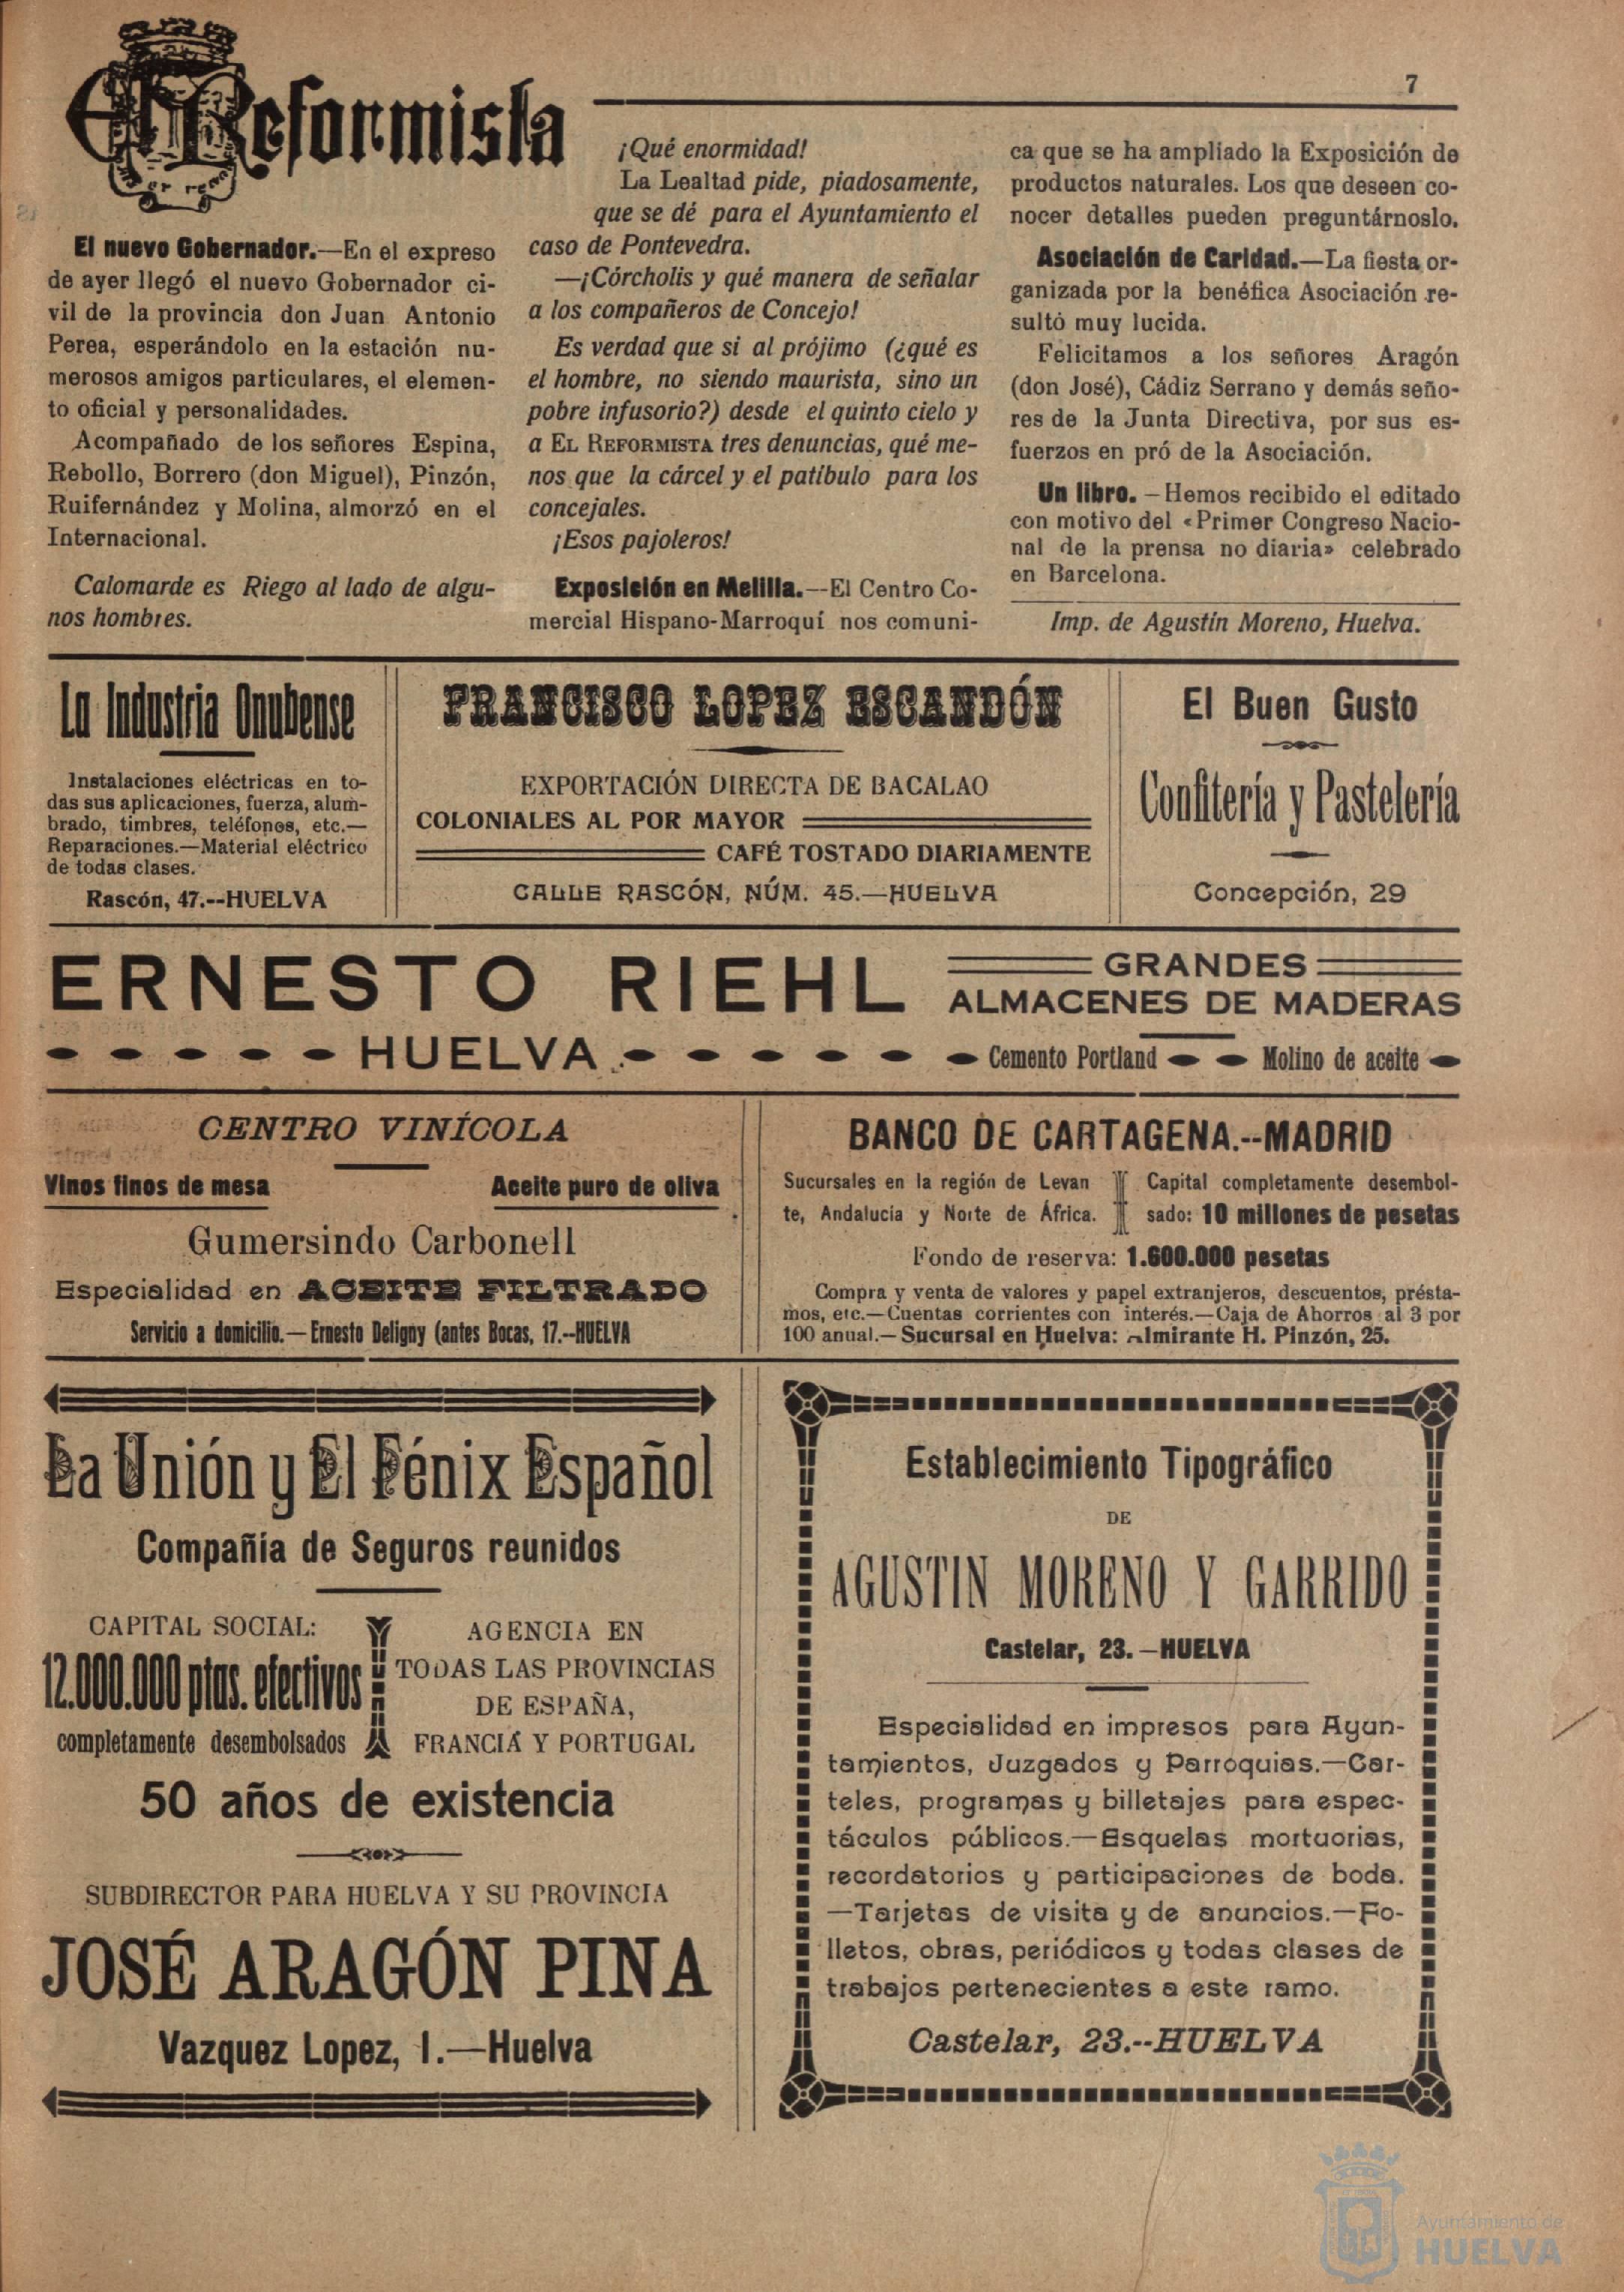 El Reformista
7
El nuevo Gobernador.—En el expreso
de ayer llegó el nuevo Gobernador ci-
vil de la provincia don Juan Antonio
Perea, esperándolo en la estación nu-
merosos amigos particulares, el elemen-
to oficial y personalidades.
Acompañado de los señores Espina,
Rebollo, Borrero (don Miguel), Pinzón,
Ruifernández y Molina, almorzó en el
Internacional.
Calomarde es Riego al lado de algu-
nos hombres.
¡Qué enormidad!
La Lealtad pide, piadosamente,
que se dé para el Ayuntamiento el
caso de Pontevedra.
—¡Córcholis y qué manera de señalar
a los compañeros de Concejo!
Es verdad que si al prójimo (¿qué es
el hombre, no siendo maurista, sino un
pobre infusorio?) desde el quinto cielo y
a EL REFORMISTA tres denuncias, qué me-
nos que la cárcel y el patíbulo para los
concejales.
¡Esos pajoleros!
Exposición en Melilla.—El Centro Co-
mercial Hispano-Marroquí nos comuni-
ca que se ha ampliado la Exposición de
productos naturales. Los que deseen co-
nocer detalles pueden preguntárnoslo.
Asociación de Caridad.—La fiesta or-
ganizada por la benéfica Asociación re-
sultó muy lucida.
Felicitamos a los señores Aragón
(don José), Cádiz Serrano y demás seño-
res de la Junta Directiva, por sus es-
fuerzos en pró de la Asociación.
Un libro.—Hemos recibido el editado
con motivo del «Primer Congreso Nacio-
nal de la prensa no diaria» celebrado
en Barcelona.
Imp. de Agustín Moreno, Huelva.
La Industria Onubense
Instalaciones eléctricas en to-
das sus aplicaciones, fuerza, alum-
brado, timbres, teléfonos, etc.—
Reparaciones.—Material eléctrico
de todas clases.
Rascón, 47.--HUELVA
FRANCISCO LOPEZ ESCANDÓN
EXPORTACIÓN DIRECTA DE BACALAO
COLONIALES AL POR MAYOR
CAFÉ TOSTADO DIARIAMENTE
CALLE RASCÓN, NÚM. 45.—HUELVA
El Buen Gusto
Confitería y Pastelería
Concepción, 29
ERNESTO RIEHL
HUELVA
GRANDES
ALMACENES DE MADERAS
Cemento Portland
Molino de aceite
CENTRO VINÍCOLA
Vinos finos de mesa
Aceite puro de oliva
Gumersindo Carbonell
Especialidad en ACEITE FILTRADO
Servicio a domicilio.—Ernesto Deligny (antes Bocas, 17.--HUELVA
BANCO DE CARTAGENA.--MADRID
Sucursales en la región de Levan
te, Andalucía y Norte de África.
Capital completamente desembol-
sado: 10 millones de pesetas
Fondo de reserva: 1.600.000 pesetas
Compra y venta de valores y papel extranjeros, descuentos, présta-
mos, etc.—Cuentas corrientes con interés.—Caja de Ahorros al 3 por
100 anual.—Sucursal en Huelva: Almirante H. Pinzón, 25.
La Unión y El Fénix Español
Compañía de Seguros reunidos
CAPITAL SOCIAL:
12.000.000 ptas. efectivos
completamente desembolsados
AGENCIA EN
TODAS LAS PROVINCIAS
DE ESPAÑA,
FRANCIA Y PORTUGAL
50 años de existencia
SUBDIRECTOR PARA HUELVA Y SU PROVINCIA
JOSÉ ARAGÓN PINA
Vazquez Lopez, 1.—Huelva
Establecimiento Tipográfico
DE
AGUSTIN MORENO Y GARRIDO
Castelar, 23.—HUELVA
Especialidad en impresos para Ayun-
tamientos, Juzgados y Parroquias.—Car-
teles, programas y billetajes para espec-
táculos públicos.—Esquelas mortuorias,
recordatorios y participaciones de boda.
—Tarjetas de visita y de anuncios.—Fo-
lletos, obras, periódicos y todas clases de
trabajos pertenecientes a este ramo.
Castelar, 23.--HUELVA
Ayuntamiento de
HUELVA